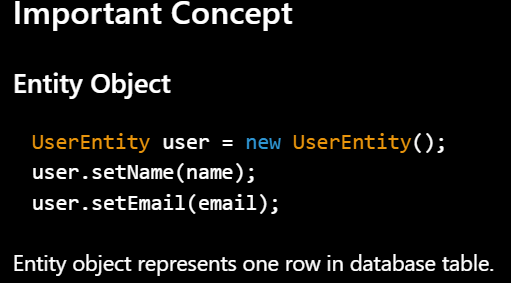 Important Concept
Entity Object
UserEntity user = new UserEntity();
user.setName(name);
user.setEmail(email);
Entity object represents one row in database table.